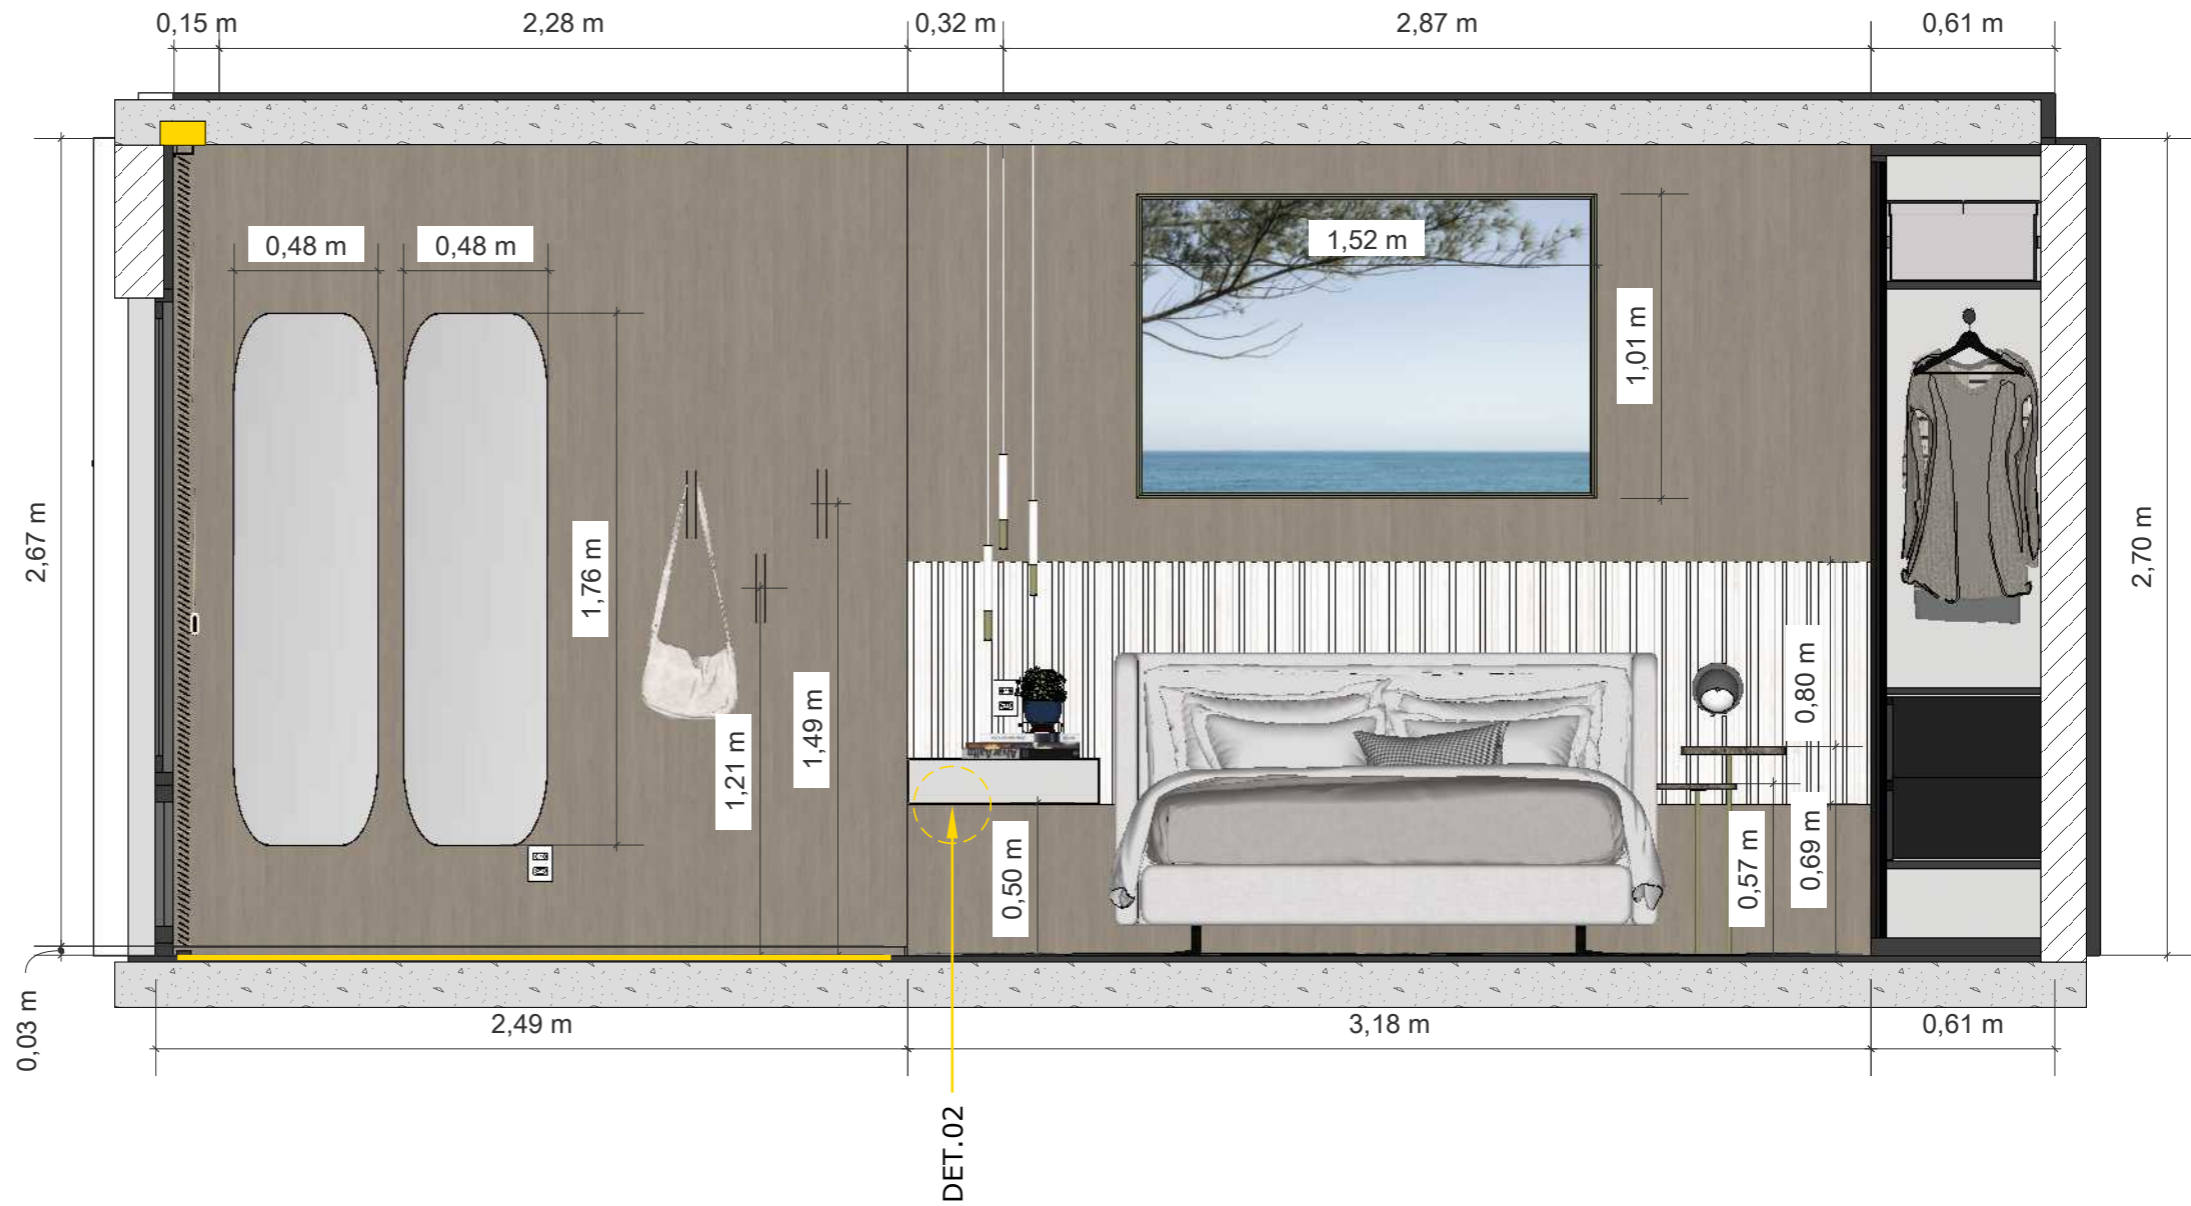 0,15 m
2,28 m
0,32 m
2,87 m
0,61 m
0,48 m
0,48 m
1,52 m
1,01 m
2,67 m
1,76 m
2,70 m
1,21 m
1,49 m
0,80 m
0,50 m
0,57 m
0,69 m
0,03 m
2,49 m
3,18 m
0,61 m
DET.02